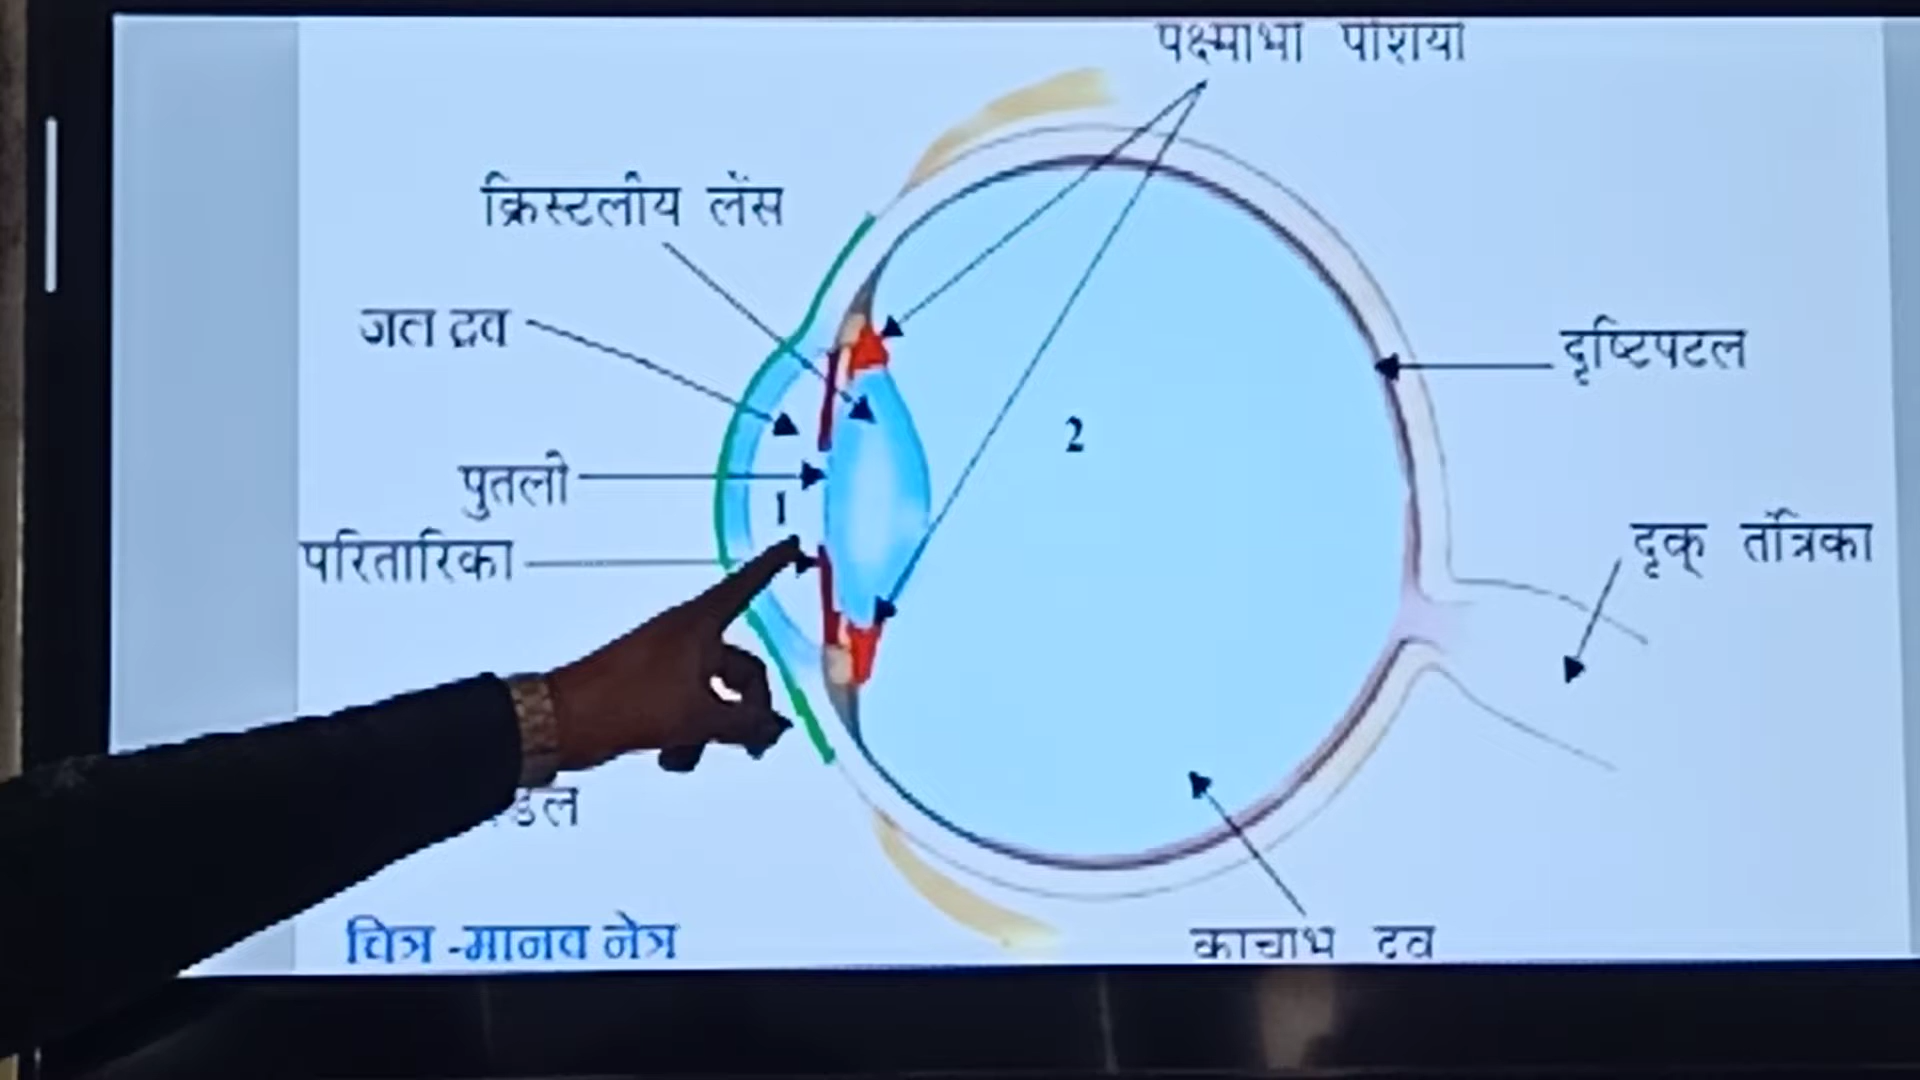 पक्ष्माभी पेशियाँ
क्रिस्टलीय लेंस
जल द्रव
दृष्टिपटल
2
पुतली
1
परितारिका
दृक् तंत्रिका
चित्र -मानव नेत्र
काचाभ द्रव